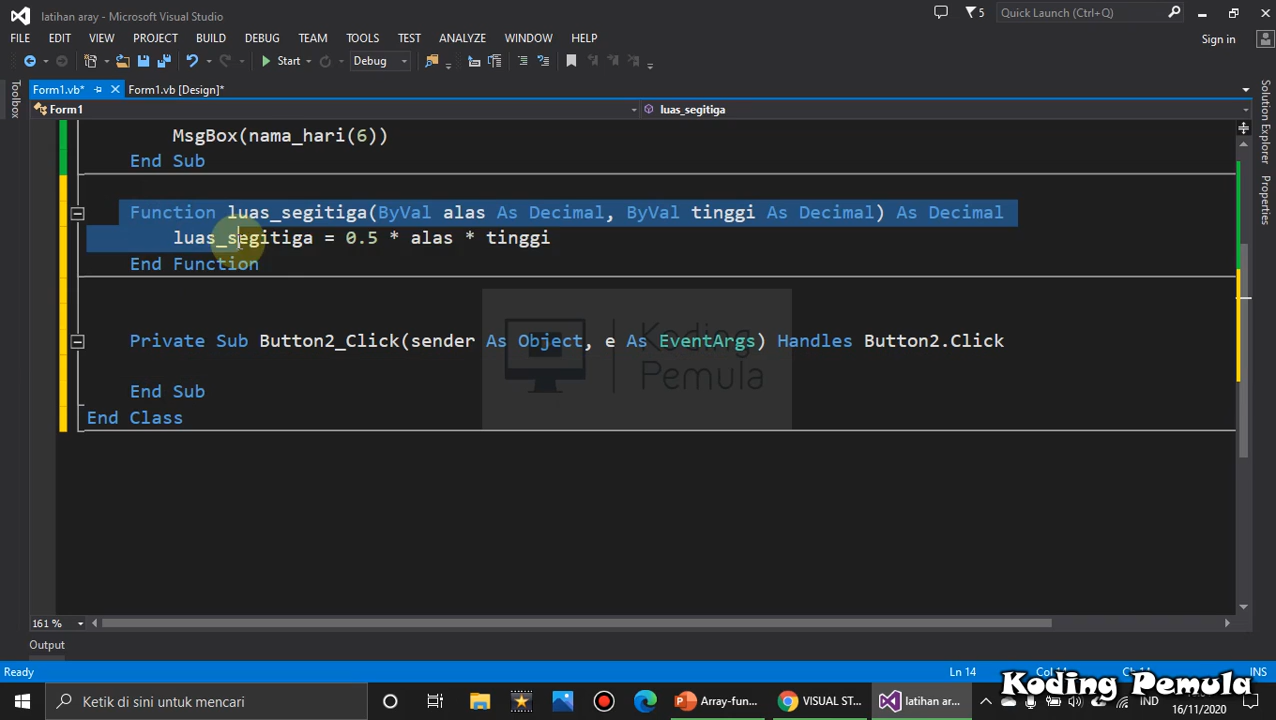 latihan aray - Microsoft Visual Studio
5
Quick Launch (Ctrl+Q)
FILE EDIT VIEW PROJECT BUILD DEBUG TEAM TOOLS TEST ANALYZE WINDOW HELP
Sign in
Start
Debug
Form1.vb*
Form1.vb [Design]*
Toolbox
Solution Explorer
Properties
Form1
luas_segitiga
MsgBox(nama_hari(6))
End Sub
Function luas_segitiga(ByVal alas As Decimal, ByVal tinggi As Decimal) As Decimal
luas_segitiga = 0.5 * alas * tinggi
End Function
Koding
Pemula
Private Sub Button2_Click(sender As Object, e As EventArgs) Handles Button2.Click
End Sub
End Class
161 %
Output
Ready
Ln 14
INS
Koding Pemula
Ketik di sini untuk mencari
Array-fun...
VISUAL ST...
latihan ar...
IND
16/11/2020